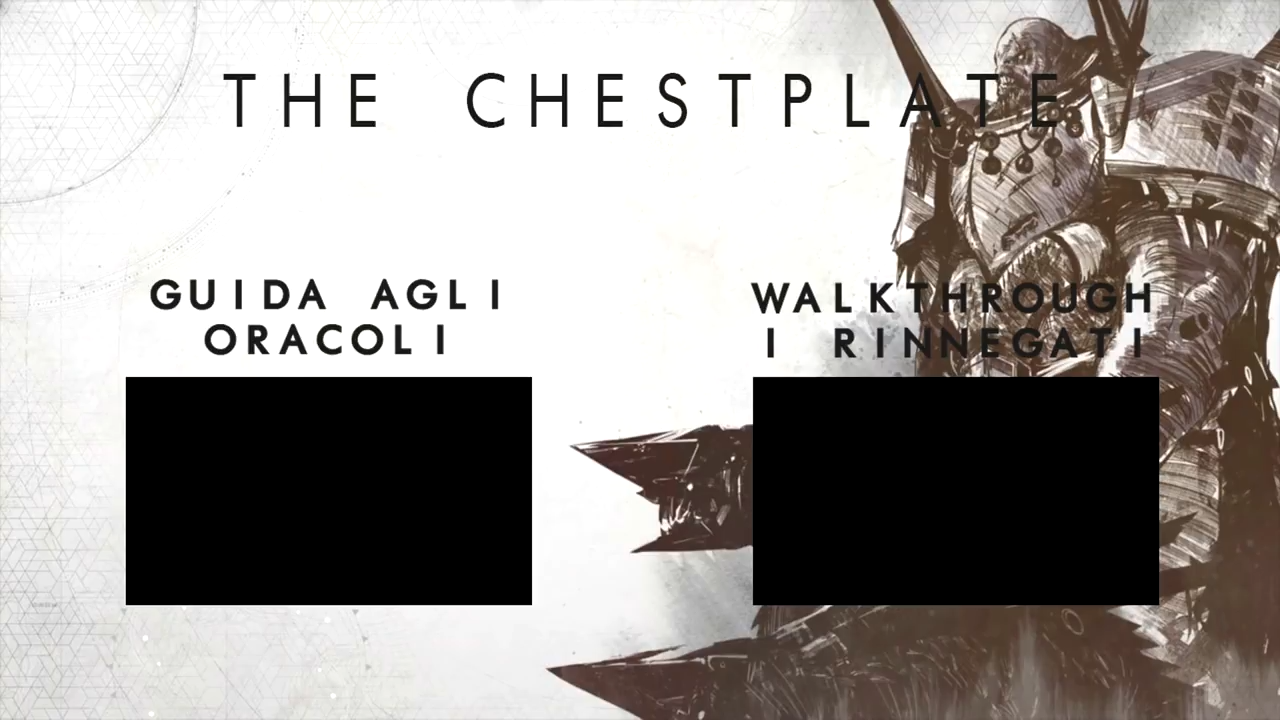 THE CHESTPLATE
GUIDA AGLI
ORACOLI
WALKTHROUGH
I RINNEGATI